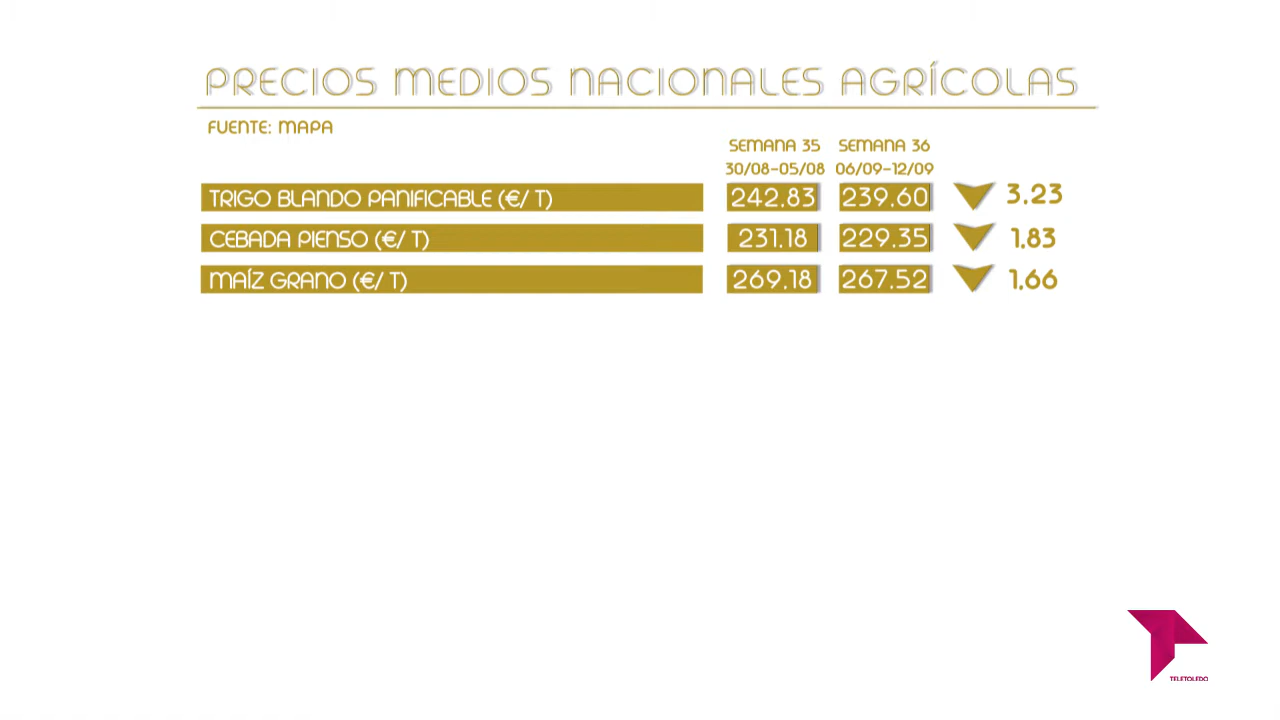 PRECIOS MEDIOS NACIONALES AGRÍCOLAS
FUENTE: MAPA
SEMANA 35 SEMANA 36
30/08-05/08 06/09-12/09
TRIGO BLANDO PANIFICABLE (€/ T) 242.83 239.60 3.23
CEBADA PIENSO (€/ T) 231.18 229.35 1.83
MAÍZ GRANO (€/ T) 269.18 267.52 1.66
TELETOLEDO